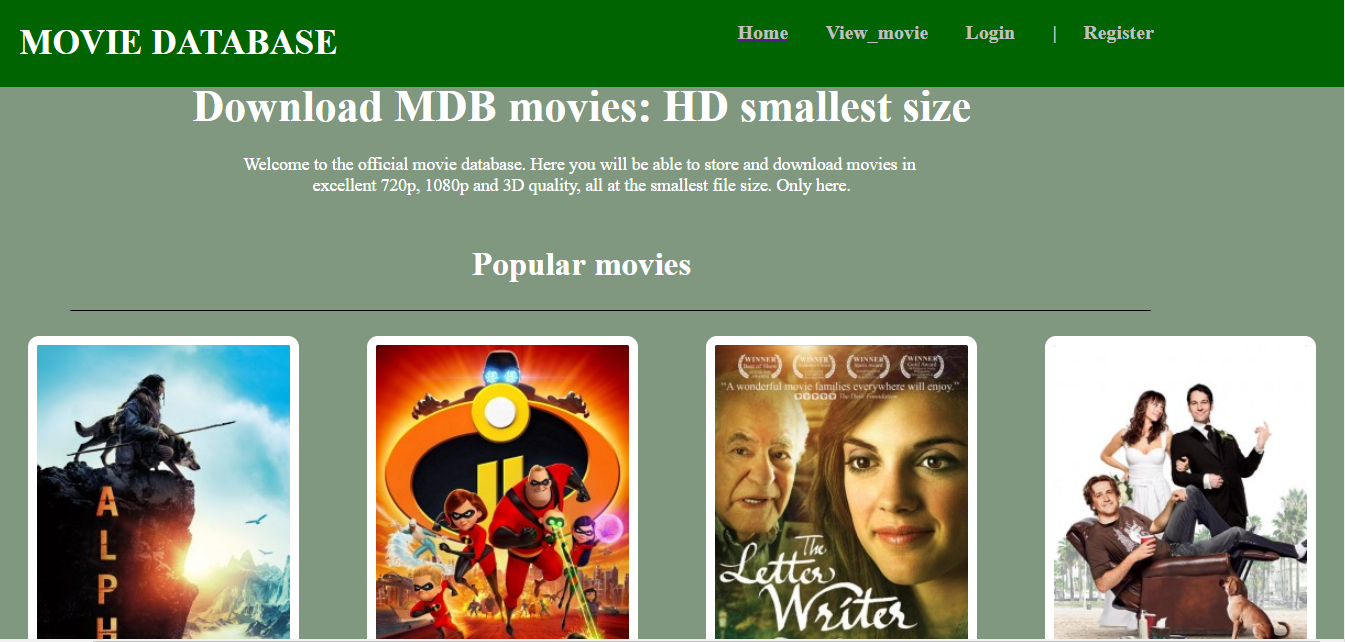 MOVIE DATABASE
Home View_movie Login | Register
Download MDB movies: HD smallest size
Welcome to the official movie database. Here you will be able to store and download movies in
excellent 720p, 1080p and 3D quality, all at the smallest file size. Only here.
Popular movies
ALPH
WINNER WINNER WINNER WINNER
"A wonderful movie families everywhere will enjoy."
The Dove Foundation
The
Letter
Writer